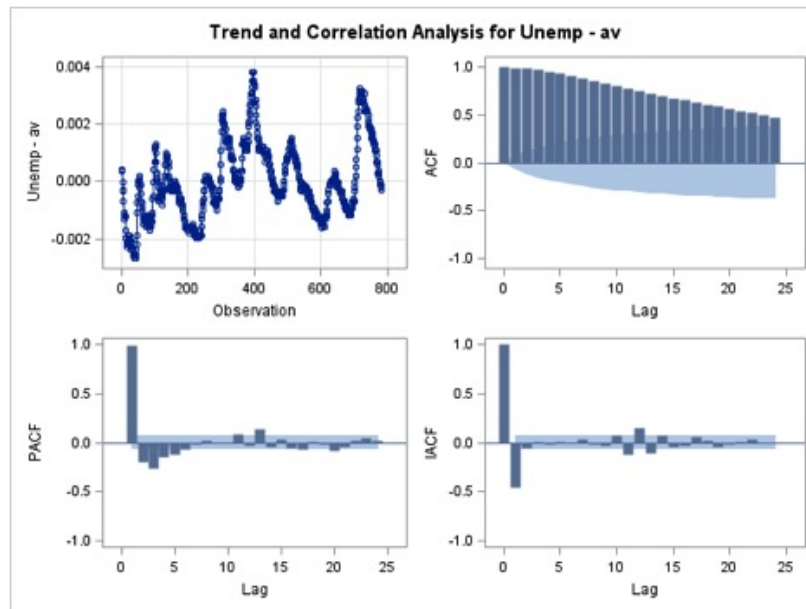 Trend and Correlation Analysis for Unemp - av
0.004
0.002
0.000
-0.002
Unemp - av
0 200 400 600 800
Observation
1.0
0.5
0.0
-0.5
-1.0
ACF
0 5 10 15 20 25
Lag
1.0
0.5
0.0
-0.5
-1.0
PACF
0 5 10 15 20 25
Lag
1.0
0.5
0.0
-0.5
-1.0
IACF
0 5 10 15 20 25
Lag